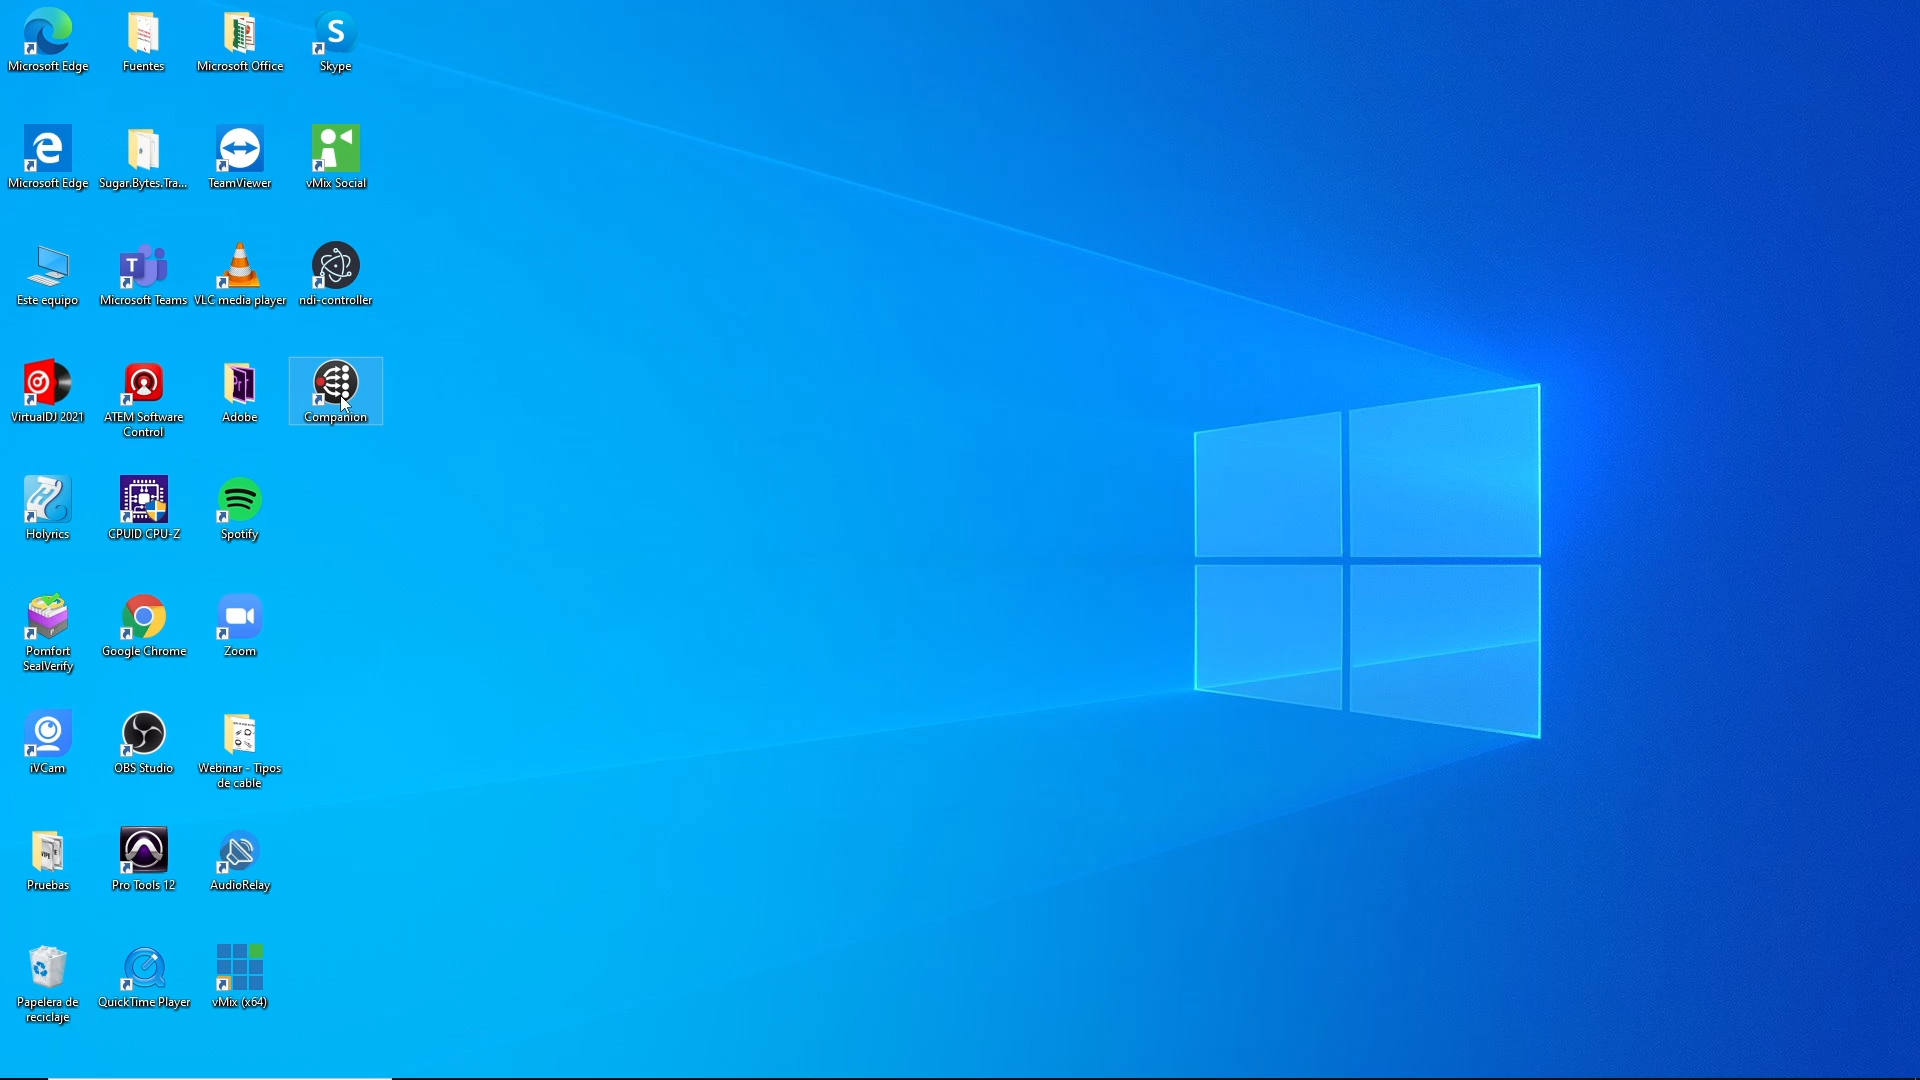 Microsoft Edge
Fuentes
Microsoft Office
S
Skype
Microsoft Edge
Sugar.Bytes.Tra...
TeamViewer
vMix Social
Este equipo
T
Microsoft Teams
VLC media player
ndi-controller
VirtualDJ 2021
ATEM Software
Control
Pr
Adobe
Companion
Holyrics
CPUID CPU-Z
Spotify
Pomfort
SealVerify
Google Chrome
Zoom
iVCam
OBS Studio
Webinar - Tipos
de cable
Pruebas
Pro Tools 12
AudioRelay
Papelera de
reciclaje
QuickTime Player
vMix (x64)